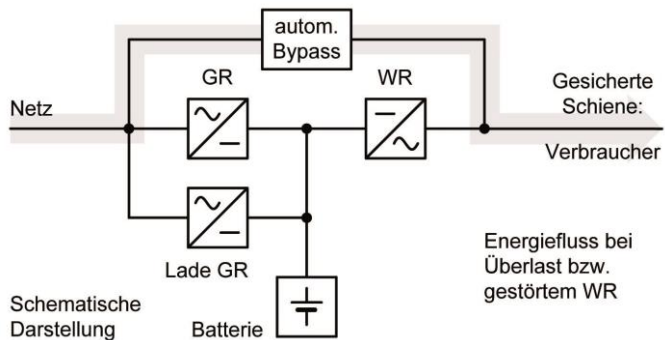 autom.
Bypass
GR
WR
Gesicherte
Schiene:
Netz
Verbraucher
Lade GR
Energiefluss bei
Überlast bzw.
gestörtem WR
Schematische
Darstellung
Batterie